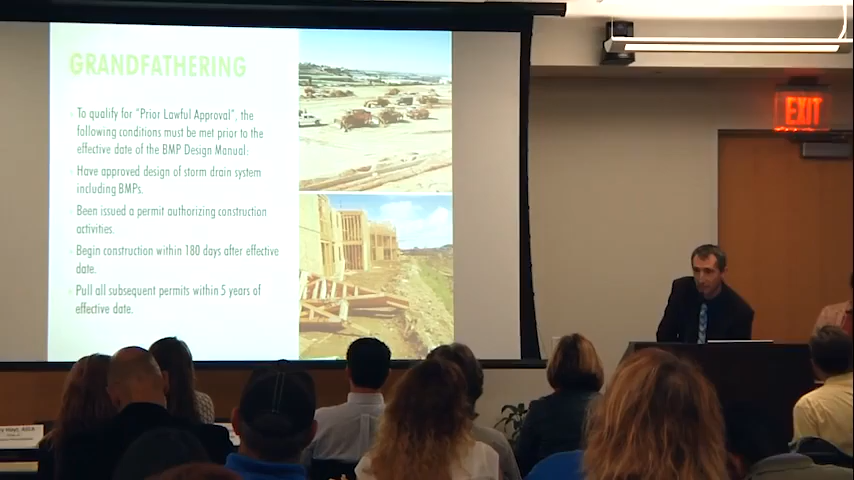 GRANDFATHERING
To qualify for "Prior Lawful Approval", the
following conditions must be met prior to the
effective date of the BMP Design Manual:
Have approved design of storm drain system
including BMPs.
Been issued a permit authorizing construction
activities.
Begin construction within 180 days after effective
date.
Pull all subsequent permits within 5 years of
effective date.
EXIT